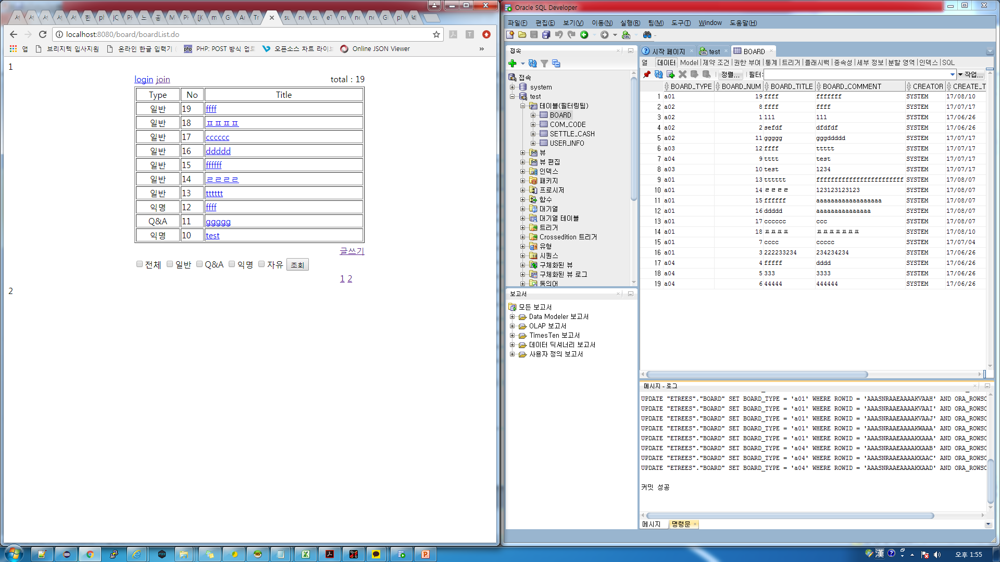 localhost:8080/board/boardList.do
앱 브리지텍 입사지원 온라인 한글 입력기 PHP: POST 방식 업로 오픈소스 차트 라이브 Online JSON Viewer »
1
login join total : 19
Type No Title
일반 19 ffff
일반 18 ㅍㅍㅍㅍ
일반 17 cccccc
일반 16 ddddd
일반 15 ffffff
일반 14 ㄹㄹㄹㄹ
일반 13 tttttt
익명 12 ffff
Q&A 11 ggggg
익명 10 test
글쓰기
전체 일반 Q&A 익명 자유 조회
1 2
2
Oracle SQL Developer
파일(F) 편집(E) 보기(V) 이동(N) 실행(R) 팀(M) 도구(T) Window 도움말(H)
접속
접속
system
test
테이블(필터링됨)
BOARD
COM_CODE
SETTLE_CASH
USER_INFO
뷰
뷰 편집
인덱스
패키지
프로시저
함수
대기열
대기열 테이블
트리거
Crossedition 트리거
유형
시퀀스
구체화된 뷰
구체화된 뷰 로그
동의어
보고서
모든 보고서
Data Modeler 보고서
OLAP 보고서
TimesTen 보고서
데이터 딕셔너리 보고서
사용자 정의 보고서
시작 페이지 test BOARD
열 데이터 Model 제약 조건 권한 부여 통계 트리거 플래시백 종속성 세부 정보 분할 영역 인덱스 SQL
정렬... 필터: 작업...
BOARD_TYPE BOARD_NUM BOARD_TITLE BOARD_COMMENT CREATOR CREATE_T
1 a01 19 ffff fffffff SYSTEM 17/08/10
2 a02 8 ffff ffff SYSTEM 17/07/17
3 a02 1 111 111 SYSTEM 17/06/26
4 a02 2 sefdf dfdfdf SYSTEM 17/06/26
5 a02 11 ggggg gggddddd SYSTEM 17/07/17
6 a03 12 ffff ttttt SYSTEM 17/07/17
7 a04 9 tttt test SYSTEM 17/07/17
8 a03 10 test 1234 SYSTEM 17/07/17
9 a01 13 tttttt ffffffffffffffffffffffff SYSTEM 17/08/07
10 a01 14 ㄹㄹㄹㄹ 123123123123 SYSTEM 17/08/07
11 a01 15 ffffff aaaaaaaaaaaaaaaaaa SYSTEM 17/08/07
12 a01 16 ddddd aaaaaaaaaaaaaaa SYSTEM 17/08/07
13 a01 17 cccccc ccc SYSTEM 17/08/07
14 a01 18 ㅍㅍㅍㅍ ㅍㅍㅍㅍㅍㅍㅍ SYSTEM 17/08/10
15 a01 7 cccc ccccc SYSTEM 17/07/04
16 a01 3 222233234 234234234 SYSTEM 17/06/26
17 a04 4 fffff dddd SYSTEM 17/06/26
18 a04 5 333 3333 SYSTEM 17/06/26
19 a04 6 44444 444444 SYSTEM 17/06/26
메시지 - 로그
UPDATE "ETREES"."BOARD" SET BOARD_TYPE = 'a01' WHERE ROWID = 'AAASNRAAEAAAAKVAAH' AND ORA_ROWSC
UPDATE "ETREES"."BOARD" SET BOARD_TYPE = 'a01' WHERE ROWID = 'AAASNRAAEAAAAKVAAI' AND ORA_ROWSC
UPDATE "ETREES"."BOARD" SET BOARD_TYPE = 'a01' WHERE ROWID = 'AAASNRAAEAAAAKVAAJ' AND ORA_ROWSC
UPDATE "ETREES"."BOARD" SET BOARD_TYPE = 'a01' WHERE ROWID = 'AAASNRAAEAAAAKWAAA' AND ORA_ROWSC
UPDATE "ETREES"."BOARD" SET BOARD_TYPE = 'a01' WHERE ROWID = 'AAASNRAAEAAAAKXAAA' AND ORA_ROWSC
UPDATE "ETREES"."BOARD" SET BOARD_TYPE = 'a04' WHERE ROWID = 'AAASNRAAEAAAAKXAAB' AND ORA_ROWSC
UPDATE "ETREES"."BOARD" SET BOARD_TYPE = 'a04' WHERE ROWID = 'AAASNRAAEAAAAKXAAC' AND ORA_ROWSC
UPDATE "ETREES"."BOARD" SET BOARD_TYPE = 'a04' WHERE ROWID = 'AAASNRAAEAAAAKXAAD' AND ORA_ROWSC
커밋 성공
메시지 명령문
漢 오후 1:55